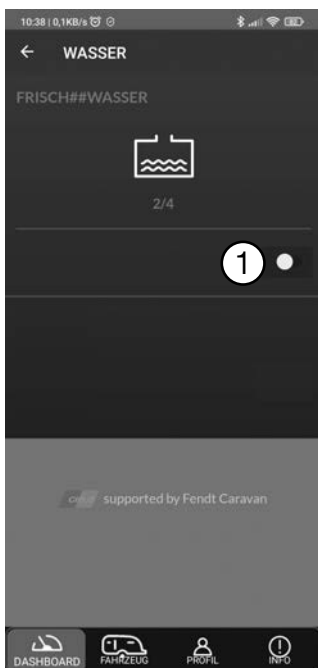 10:38 | 0,1KB/s
WASSER
FRISCH##WASSER
2/4
1
supported by Fendt Caravan
DASHBOARD FAHRZEUG PROFIL INFO